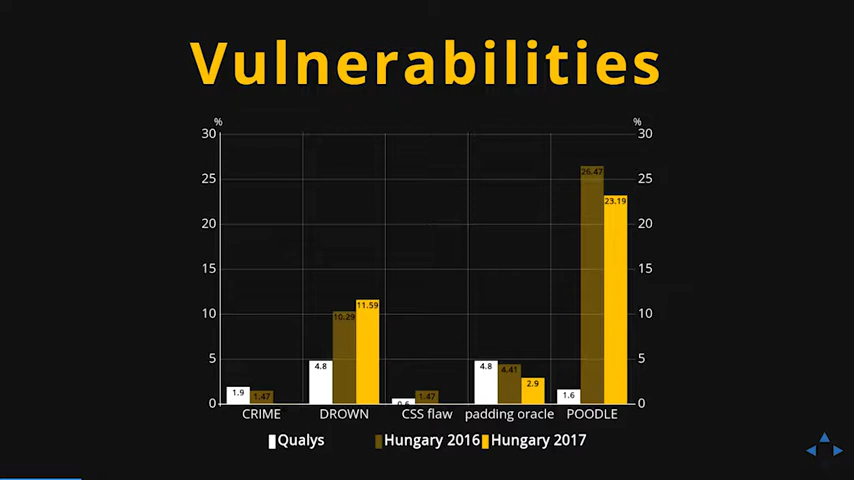 Vulnerabilities
% %
30 30
25 25
20 20
15 15
10 10
5 5
0 0
1.9 1.47
4.8 10.29 11.59
0.6 1.47
4.8 4.41 2.9
1.6 26.47 23.19
CRIME DROWN CSS flaw padding oracle POODLE
Qualys Hungary 2016 Hungary 2017